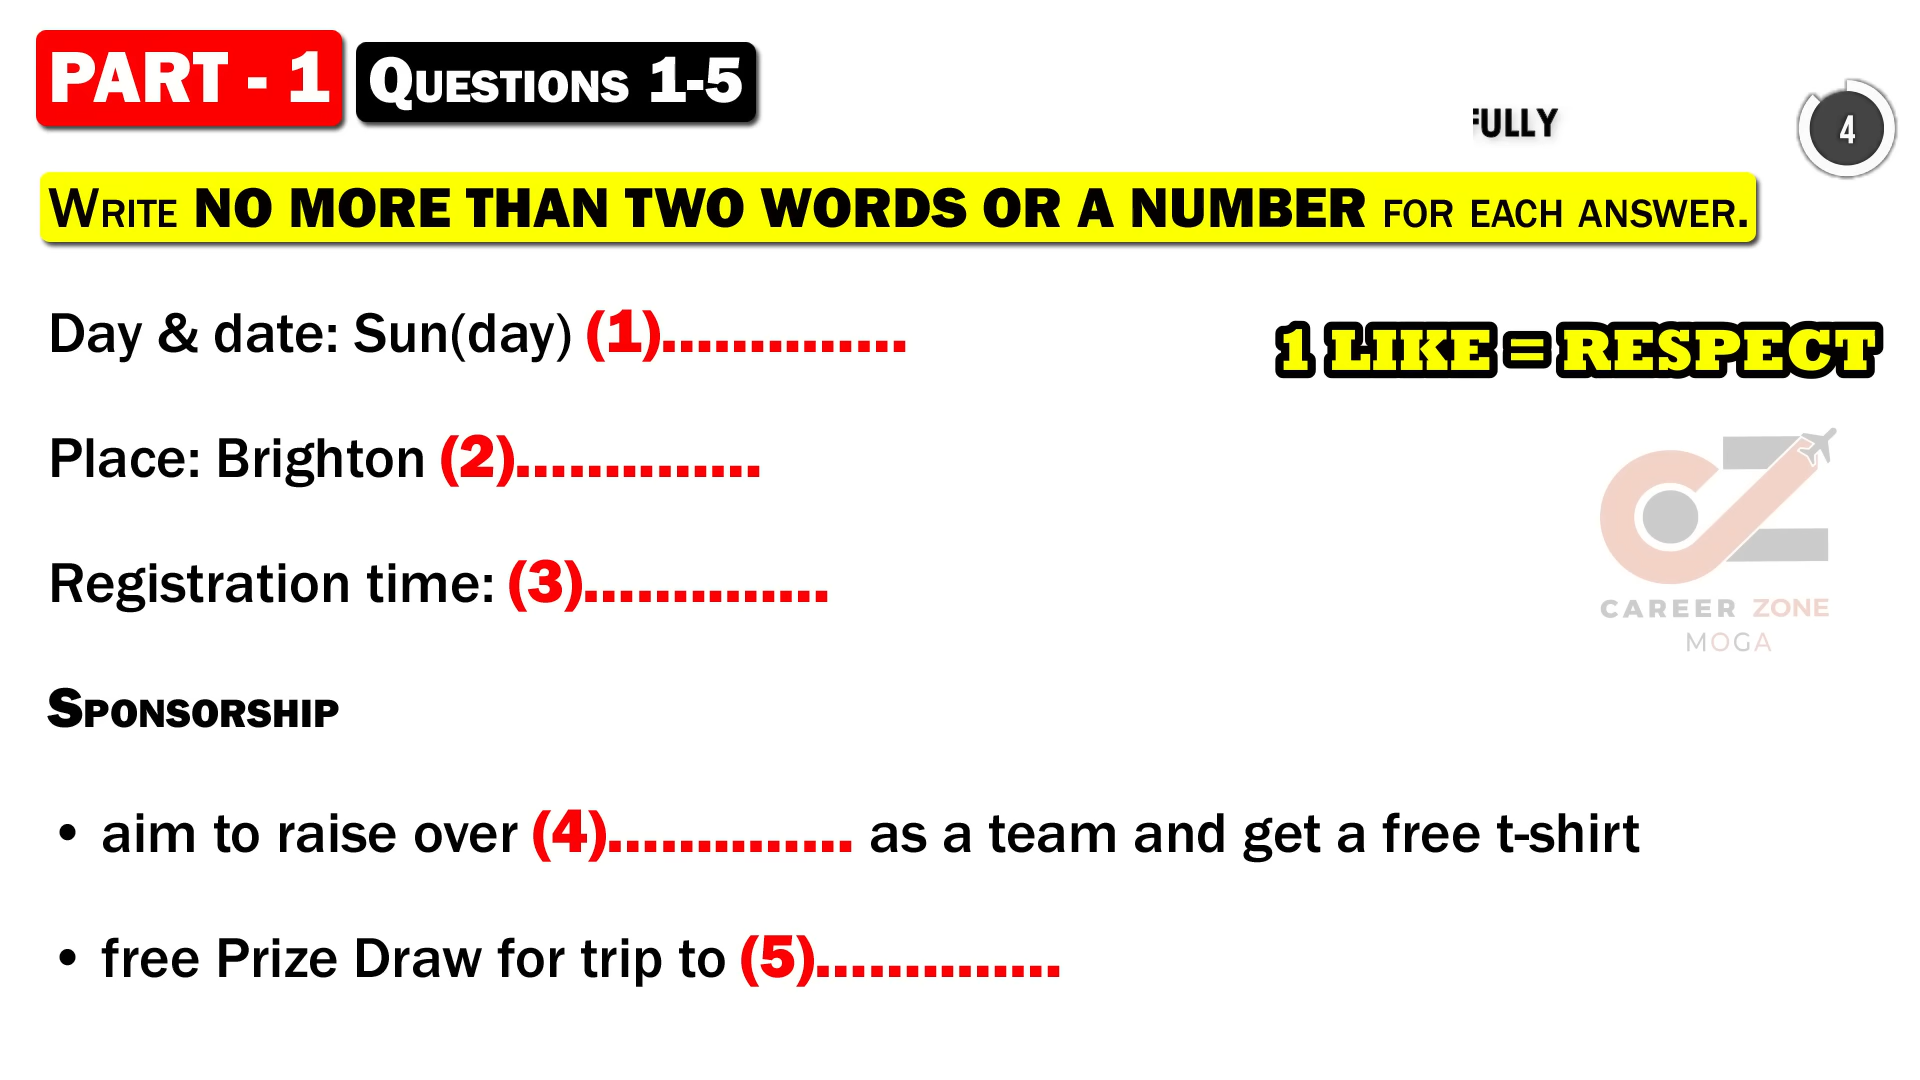 PART - 1 QUESTIONS 1-5
FULLY
4
WRITE NO MORE THAN TWO WORDS OR A NUMBER FOR EACH ANSWER.
Day & date: Sun(day) (1)..............
1 LIKE = RESPECT
Place: Brighton (2)..............
Registration time: (3)..............
CAREER ZONE
MOGA
SPONSORSHIP
• aim to raise over (4).............. as a team and get a free t-shirt
• free Prize Draw for trip to (5)..............